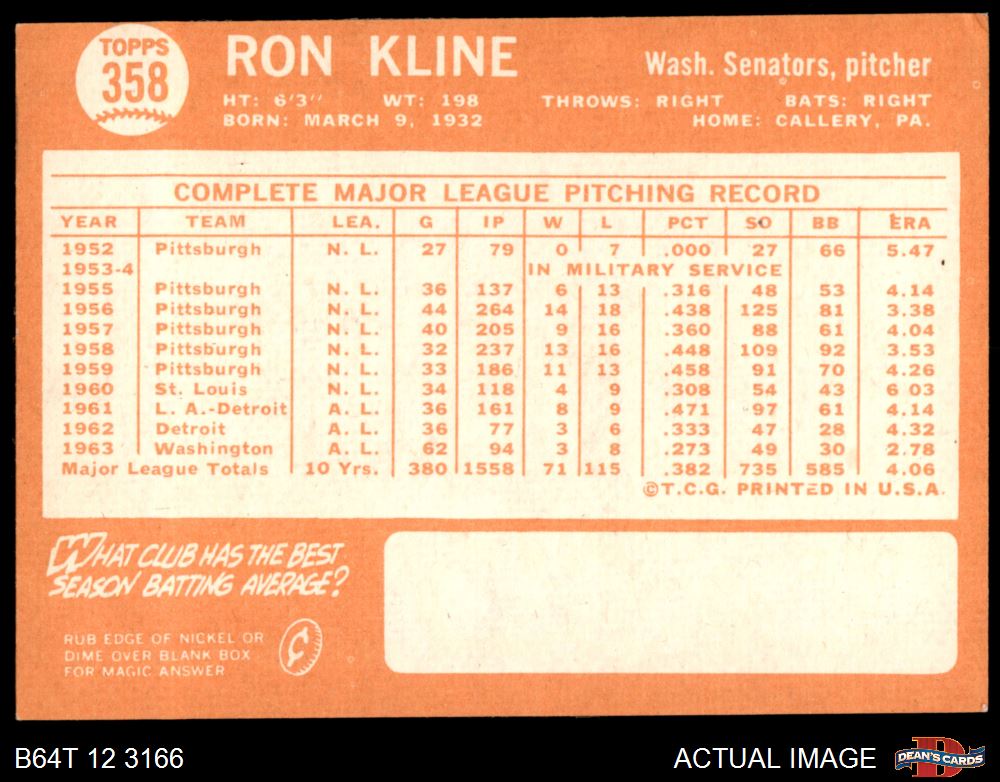 TOPPS
358
RON KLINE
Wash. Senators, pitcher
HT: 6'3" WT: 198 THROWS: RIGHT BATS: RIGHT
BORN: MARCH 9, 1932 HOME: CALLERY, PA.
COMPLETE MAJOR LEAGUE PITCHING RECORD
YEAR TEAM LEA. G IP W L PCT SO BB ERA
1952 Pittsburgh N. L. 27 79 0 7 .000 27 66 5.47
1953-4 IN MILITARY SERVICE
1955 Pittsburgh N. L. 36 137 6 13 .316 48 53 4.14
1956 Pittsburgh N. L. 44 264 14 18 .438 125 81 3.38
1957 Pittsburgh N. L. 40 205 9 16 .360 88 61 4.04
1958 Pittsburgh N. L. 32 237 13 16 .448 109 92 3.53
1959 Pittsburgh N. L. 33 186 11 13 .458 91 70 4.26
1960 St. Louis N. L. 34 118 4 9 .308 54 43 6.03
1961 L. A.-Detroit A. L. 36 161 8 9 .471 97 61 4.14
1962 Detroit A. L. 36 77 3 6 .333 47 28 4.32
1963 Washington A. L. 62 94 3 8 .273 49 30 2.78
Major League Totals 10 Yrs. 380 1558 71 115 .382 735 585 4.06
©T.C.G. PRINTED IN U.S.A.
WHAT CLUB HAS THE BEST
SEASON BATTING AVERAGE?
RUB EDGE OF NICKEL OR
DIME OVER BLANK BOX
FOR MAGIC ANSWER
¢
B64T 12 3166
ACTUAL IMAGE
D
DEAN'S CARDS